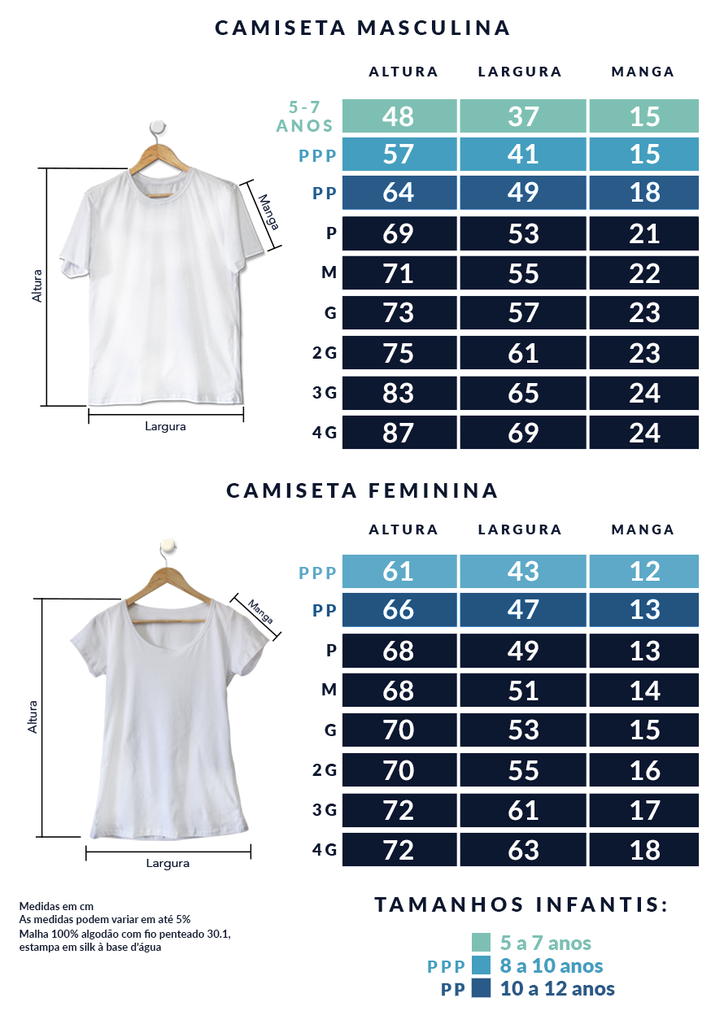 CAMISETA MASCULINA
ALTURA LARGURA MANGA
5-7
ANOS 48 37 15
PPP 57 41 15
PP 64 49 18
P 69 53 21
M 71 55 22
G 73 57 23
2G 75 61 23
3G 83 65 24
4G 87 69 24
Manga
Altura
Largura
CAMISETA FEMININA
ALTURA LARGURA MANGA
PPP 61 43 12
PP 66 47 13
P 68 49 13
M 68 51 14
G 70 53 15
2G 70 55 16
3G 72 61 17
4G 72 63 18
Manga
Altura
Largura
Medidas em cm
As medidas podem variar em até 5%
Malha 100% algodão com fio penteado 30.1,
estampa em silk à base d'água
TAMANHOS INFANTIS:
5 a 7 anos
PPP 8 a 10 anos
PP 10 a 12 anos